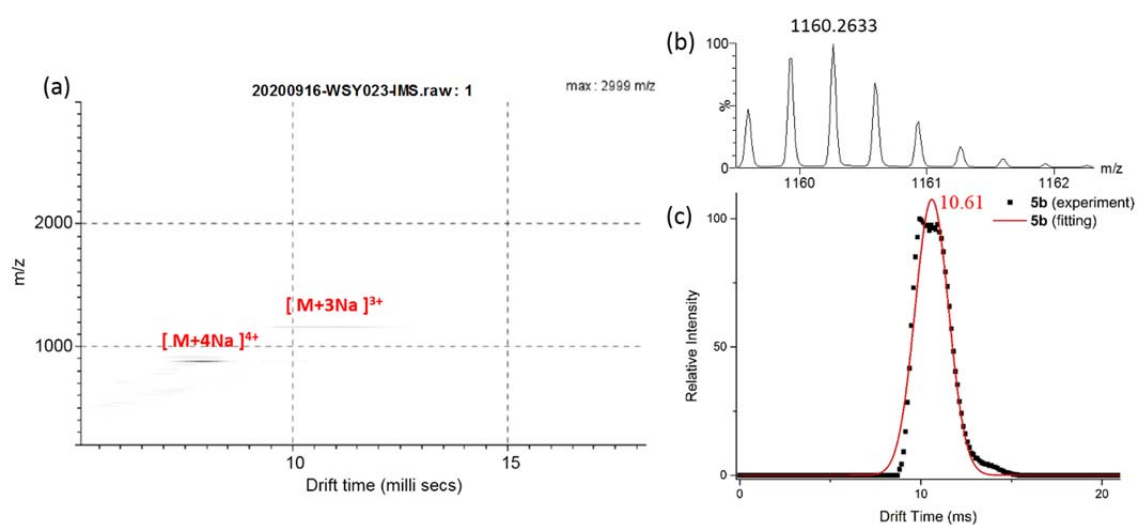 (a)
20200916-WSY023-IMS.raw : 1
max : 2999 m/z
2000
1000
m/z
[ M+3Na ]³⁺
[ M+4Na ]⁴⁺
10
15
Drift time (milli secs)
(b)
1160.2633
100
%
0
m/z
1160
1161
1162
(c)
10.61
5b (experiment)
5b (fitting)
100
50
0
Relative Intensity
0
10
20
Drift Time (ms)